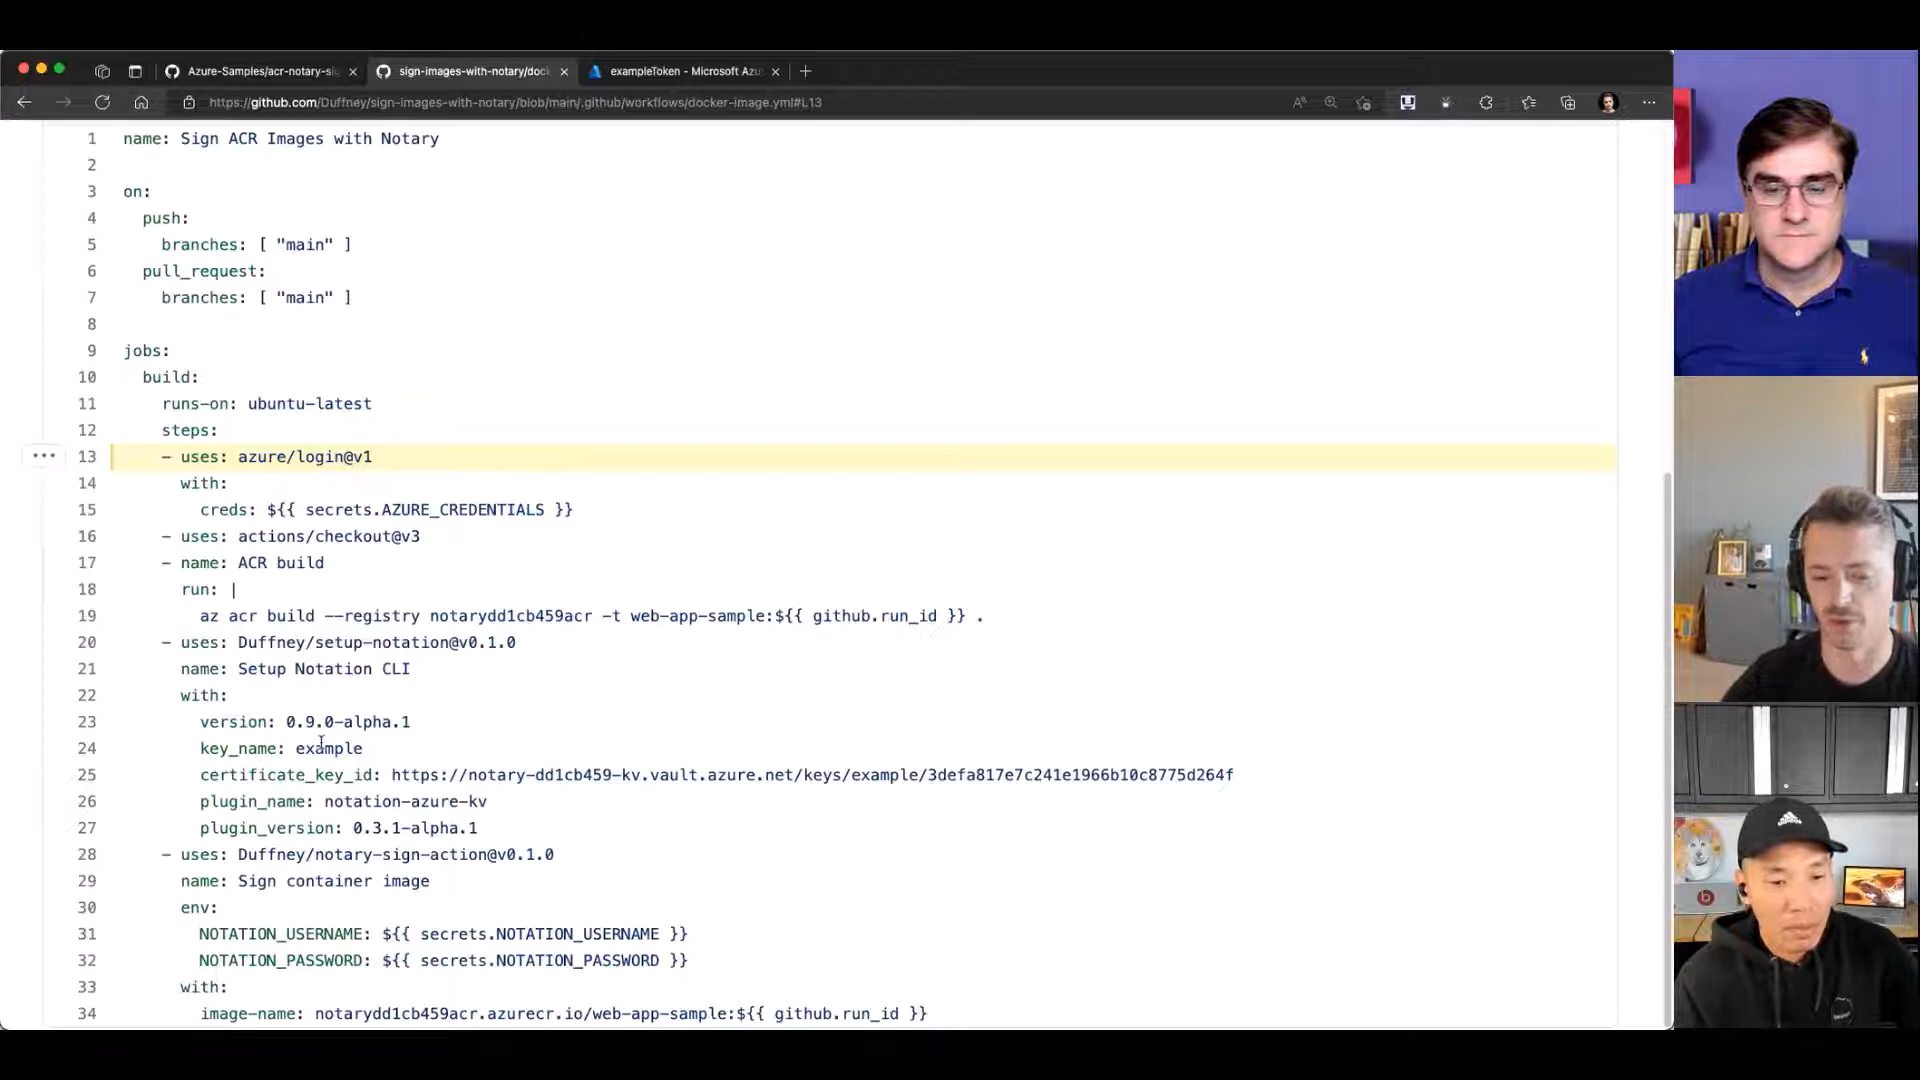 Azure-Samples/acr-notary-si
sign-images-with-notary/doc
exampleToken - Microsoft Azu
https://github.com/Duffney/sign-images-with-notary/blob/main/.github/workflows/docker-image.yml#L13
1 name: Sign ACR Images with Notary
2
3 on:
4 push:
5 branches: [ "main" ]
6 pull_request:
7 branches: [ "main" ]
8
9 jobs:
10 build:
11 runs-on: ubuntu-latest
12 steps:
13 - uses: azure/login@v1
14 with:
15 creds: ${{ secrets.AZURE_CREDENTIALS }}
16 - uses: actions/checkout@v3
17 - name: ACR build
18 run: |
19 az acr build --registry notarydd1cb459acr -t web-app-sample:${{ github.run_id }} .
20 - uses: Duffney/setup-notation@v0.1.0
21 name: Setup Notation CLI
22 with:
23 version: 0.9.0-alpha.1
24 key_name: example
25 certificate_key_id: https://notary-dd1cb459-kv.vault.azure.net/keys/example/3defa817e7c241e1966b10c8775d264f
26 plugin_name: notation-azure-kv
27 plugin_version: 0.3.1-alpha.1
28 - uses: Duffney/notary-sign-action@v0.1.0
29 name: Sign container image
30 env:
31 NOTATION_USERNAME: ${{ secrets.NOTATION_USERNAME }}
32 NOTATION_PASSWORD: ${{ secrets.NOTATION_PASSWORD }}
33 with:
34 image-name: notarydd1cb459acr.azurecr.io/web-app-sample:${{ github.run_id }}